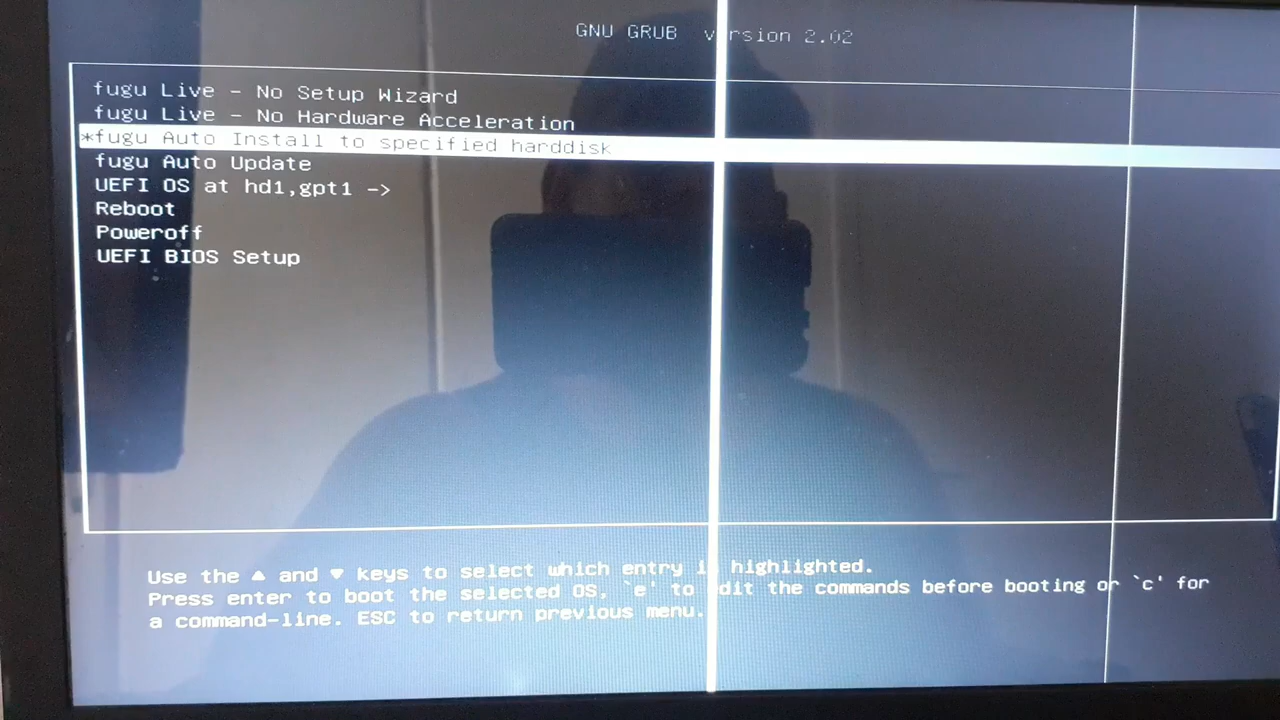 GNU GRUB version 2.02
fugu Live - No Setup Wizard
fugu Live - No Hardware Acceleration
*fugu Auto Install to specified harddisk
fugu Auto Update
UEFI OS at hd1,gpt1 ->
Reboot
Poweroff
UEFI BIOS Setup
Use the ▲ and ▼ keys to select which entry is highlighted.
Press enter to boot the selected OS, `e' to edit the commands before booting or `c' for
a command-line. ESC to return previous menu.